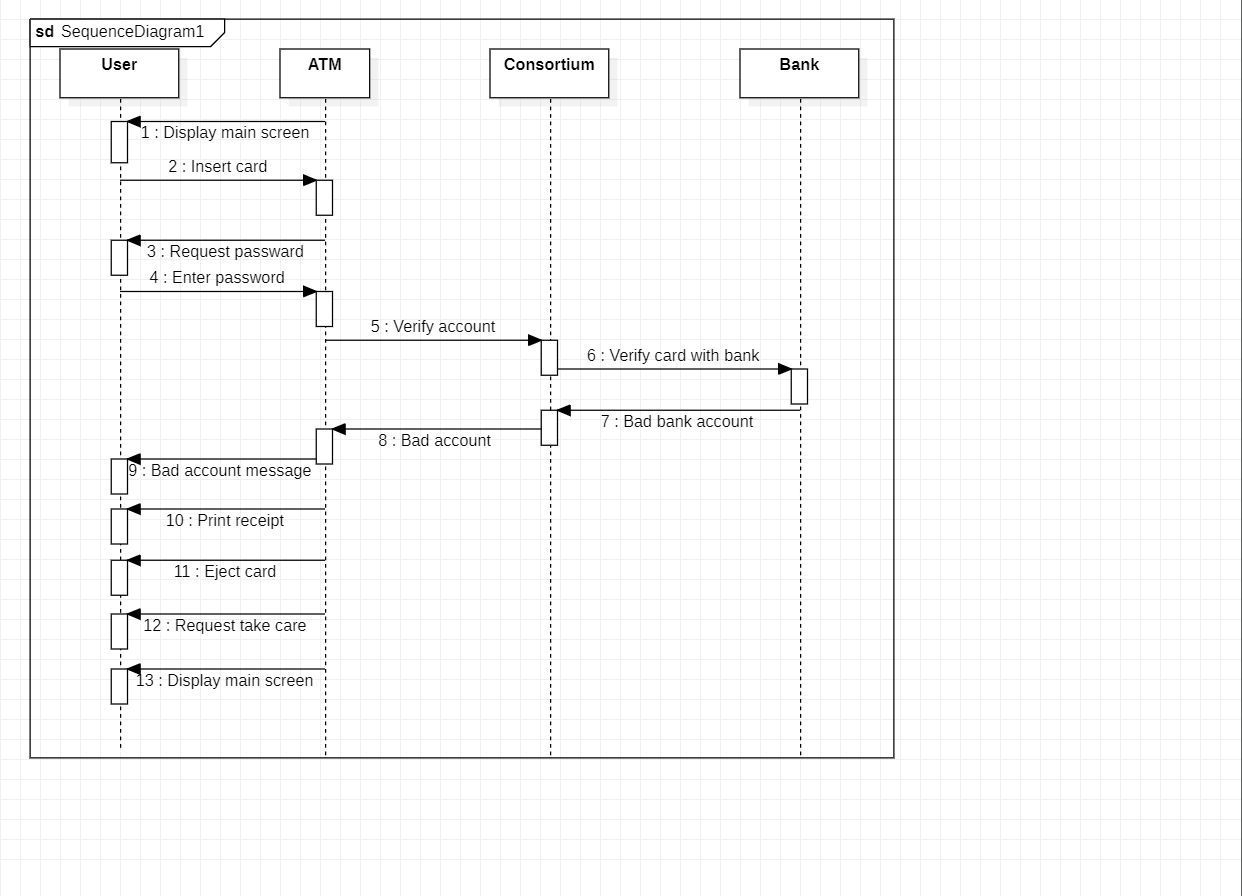 sd SequenceDiagram1
User
ATM
Consortium
Bank
1 : Display main screen
2 : Insert card
3 : Request passward
4 : Enter password
5 : Verify account
6 : Verify card with bank
7 : Bad bank account
8 : Bad account
9 : Bad account message
10 : Print receipt
11 : Eject card
12 : Request take care
13 : Display main screen